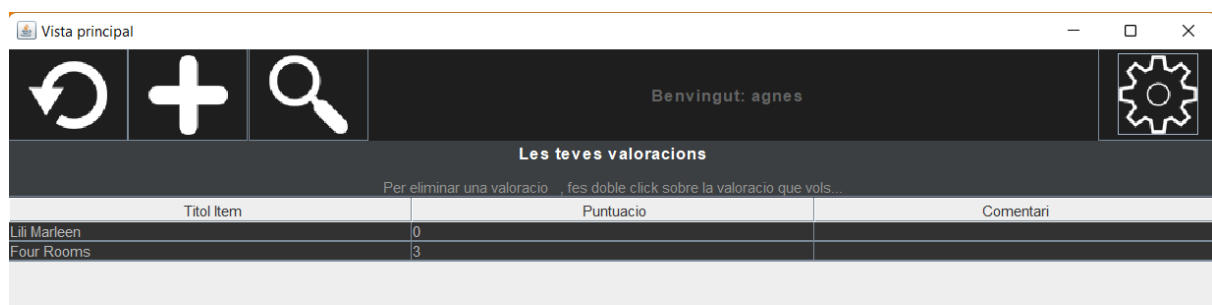 Vista principal
Benvingut: agnes
Les teves valoracions
Per eliminar una valoracio , fes doble click sobre la valoracio que vols...
Titol Item Puntuacio Comentari
Lili Marleen 0
Four Rooms 3